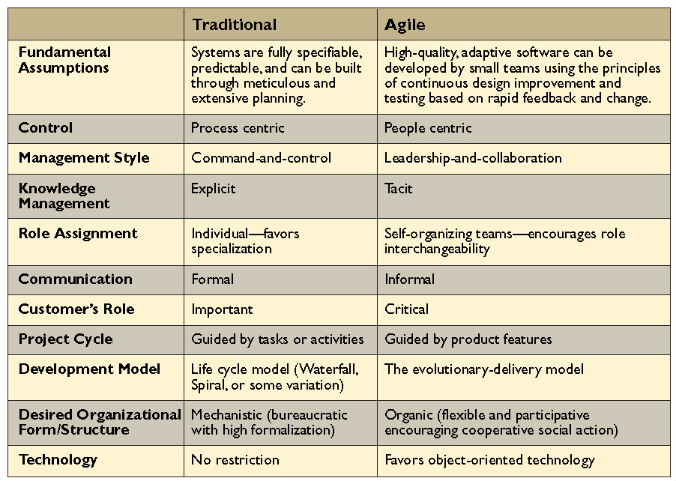 Traditional Agile
Fundamental Assumptions
Systems are fully specifiable,
predictable, and can be built
through meticulous and
extensive planning.
High-quality, adaptive software can be
developed by small teams using the principles
of continuous design improvement and
testing based on rapid feedback and change.
Control Process centric People centric
Management Style Command-and-control Leadership-and-collaboration
Knowledge
Management
Explicit Tacit
Role Assignment
Individual—favors
specialization
Self-organizing teams—encourages role
interchangeability
Communication Formal Informal
Customer's Role Important Critical
Project Cycle Guided by tasks or activities Guided by product features
Development Model
Life cycle model (Waterfall,
Spiral, or some variation)
The evolutionary-delivery model
Desired Organizational
Form/Structure
Mechanistic (bureaucratic
with high formalization)
Organic (flexible and participative
encouraging cooperative social action)
Technology No restriction Favors object-oriented technology